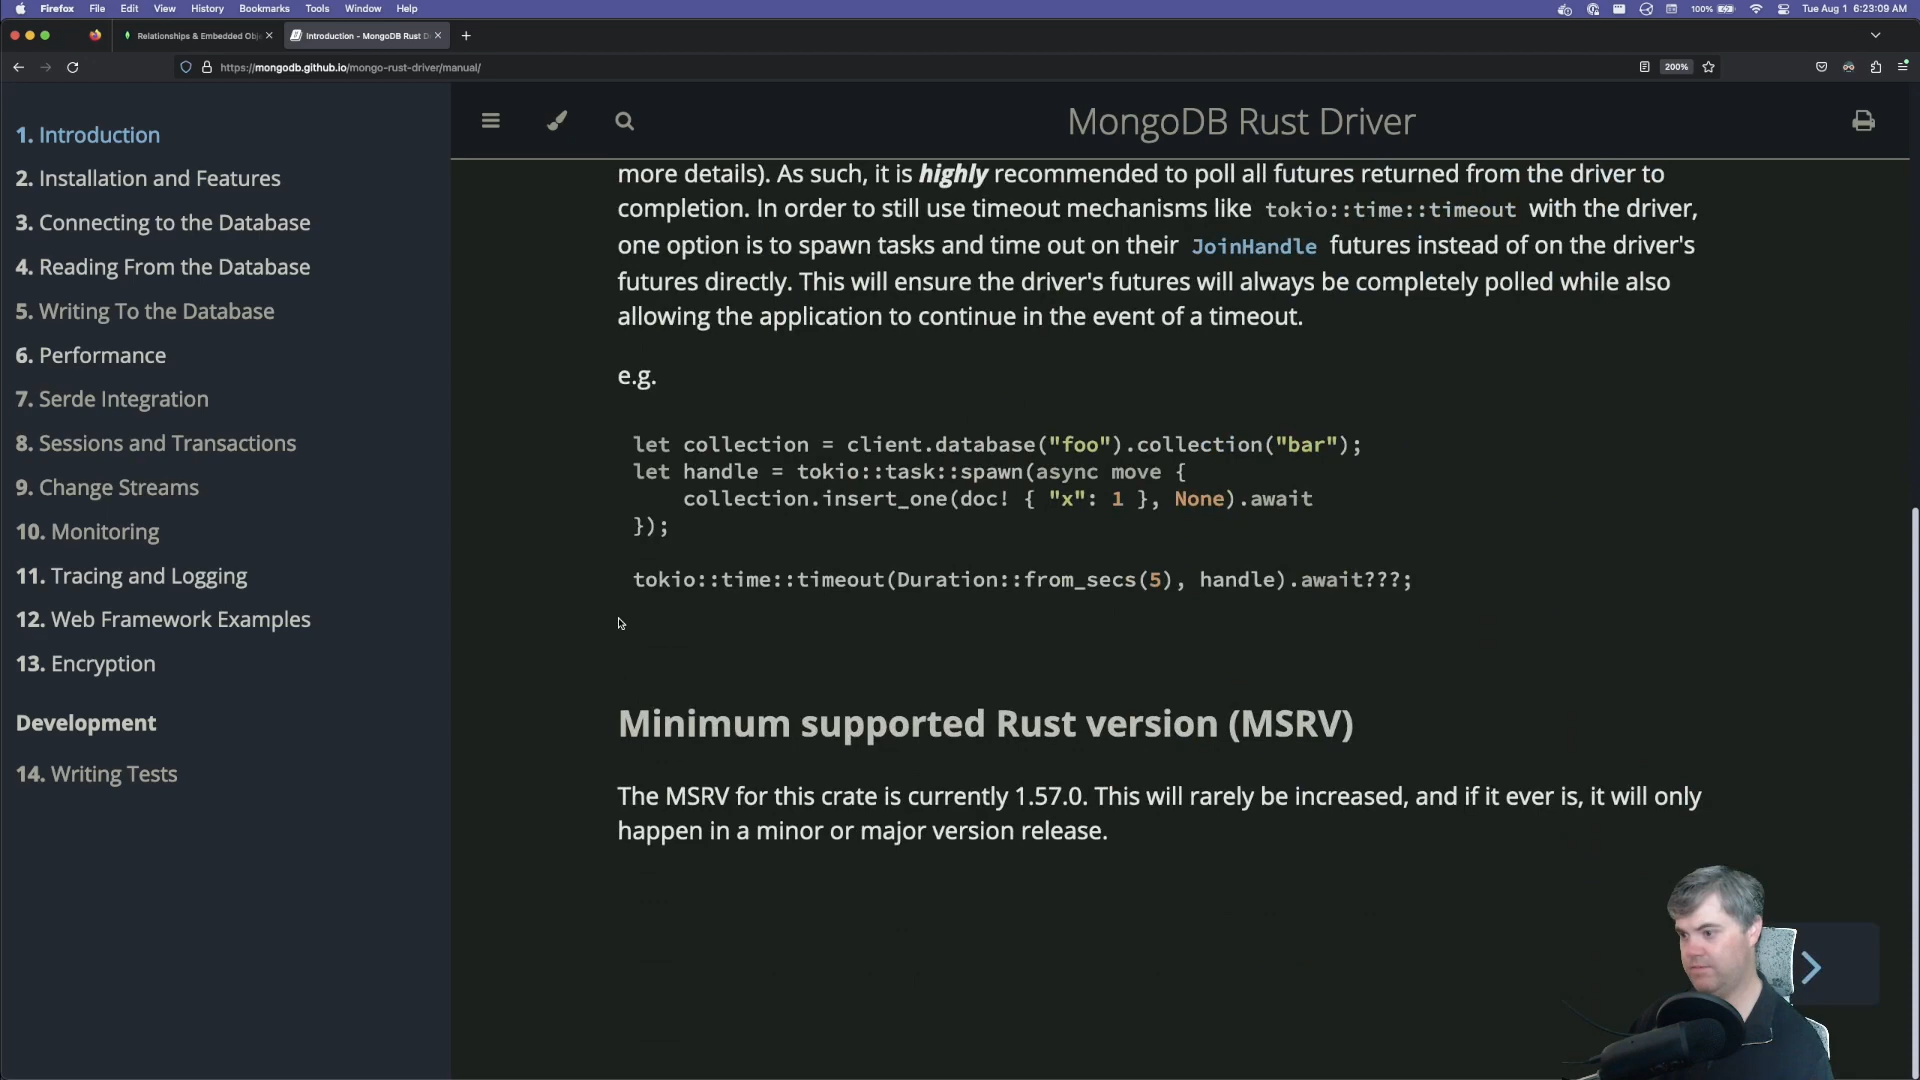 Firefox File Edit View History Bookmarks Tools Window Help 100% Tue Aug 1 6:23:09 AM
Relationships & Embedded Obj Introduction - MongoDB Rust D
https://mongodb.github.io/mongo-rust-driver/manual/ 200%
MongoDB Rust Driver
1. Introduction
2. Installation and Features
3. Connecting to the Database
4. Reading From the Database
5. Writing To the Database
6. Performance
7. Serde Integration
8. Sessions and Transactions
9. Change Streams
10. Monitoring
11. Tracing and Logging
12. Web Framework Examples
13. Encryption
Development
14. Writing Tests
more details). As such, it is highly recommended to poll all futures returned from the driver to
completion. In order to still use timeout mechanisms like tokio::time::timeout with the driver,
one option is to spawn tasks and time out on their JoinHandle futures instead of on the driver's
futures directly. This will ensure the driver's futures will always be completely polled while also
allowing the application to continue in the event of a timeout.
e.g.
let collection = client.database("foo").collection("bar");
let handle = tokio::task::spawn(async move {
    collection.insert_one(doc! { "x": 1 }, None).await
});
tokio::time::timeout(Duration::from_secs(5), handle).await???;
Minimum supported Rust version (MSRV)
The MSRV for this crate is currently 1.57.0. This will rarely be increased, and if it ever is, it will only
happen in a minor or major version release.